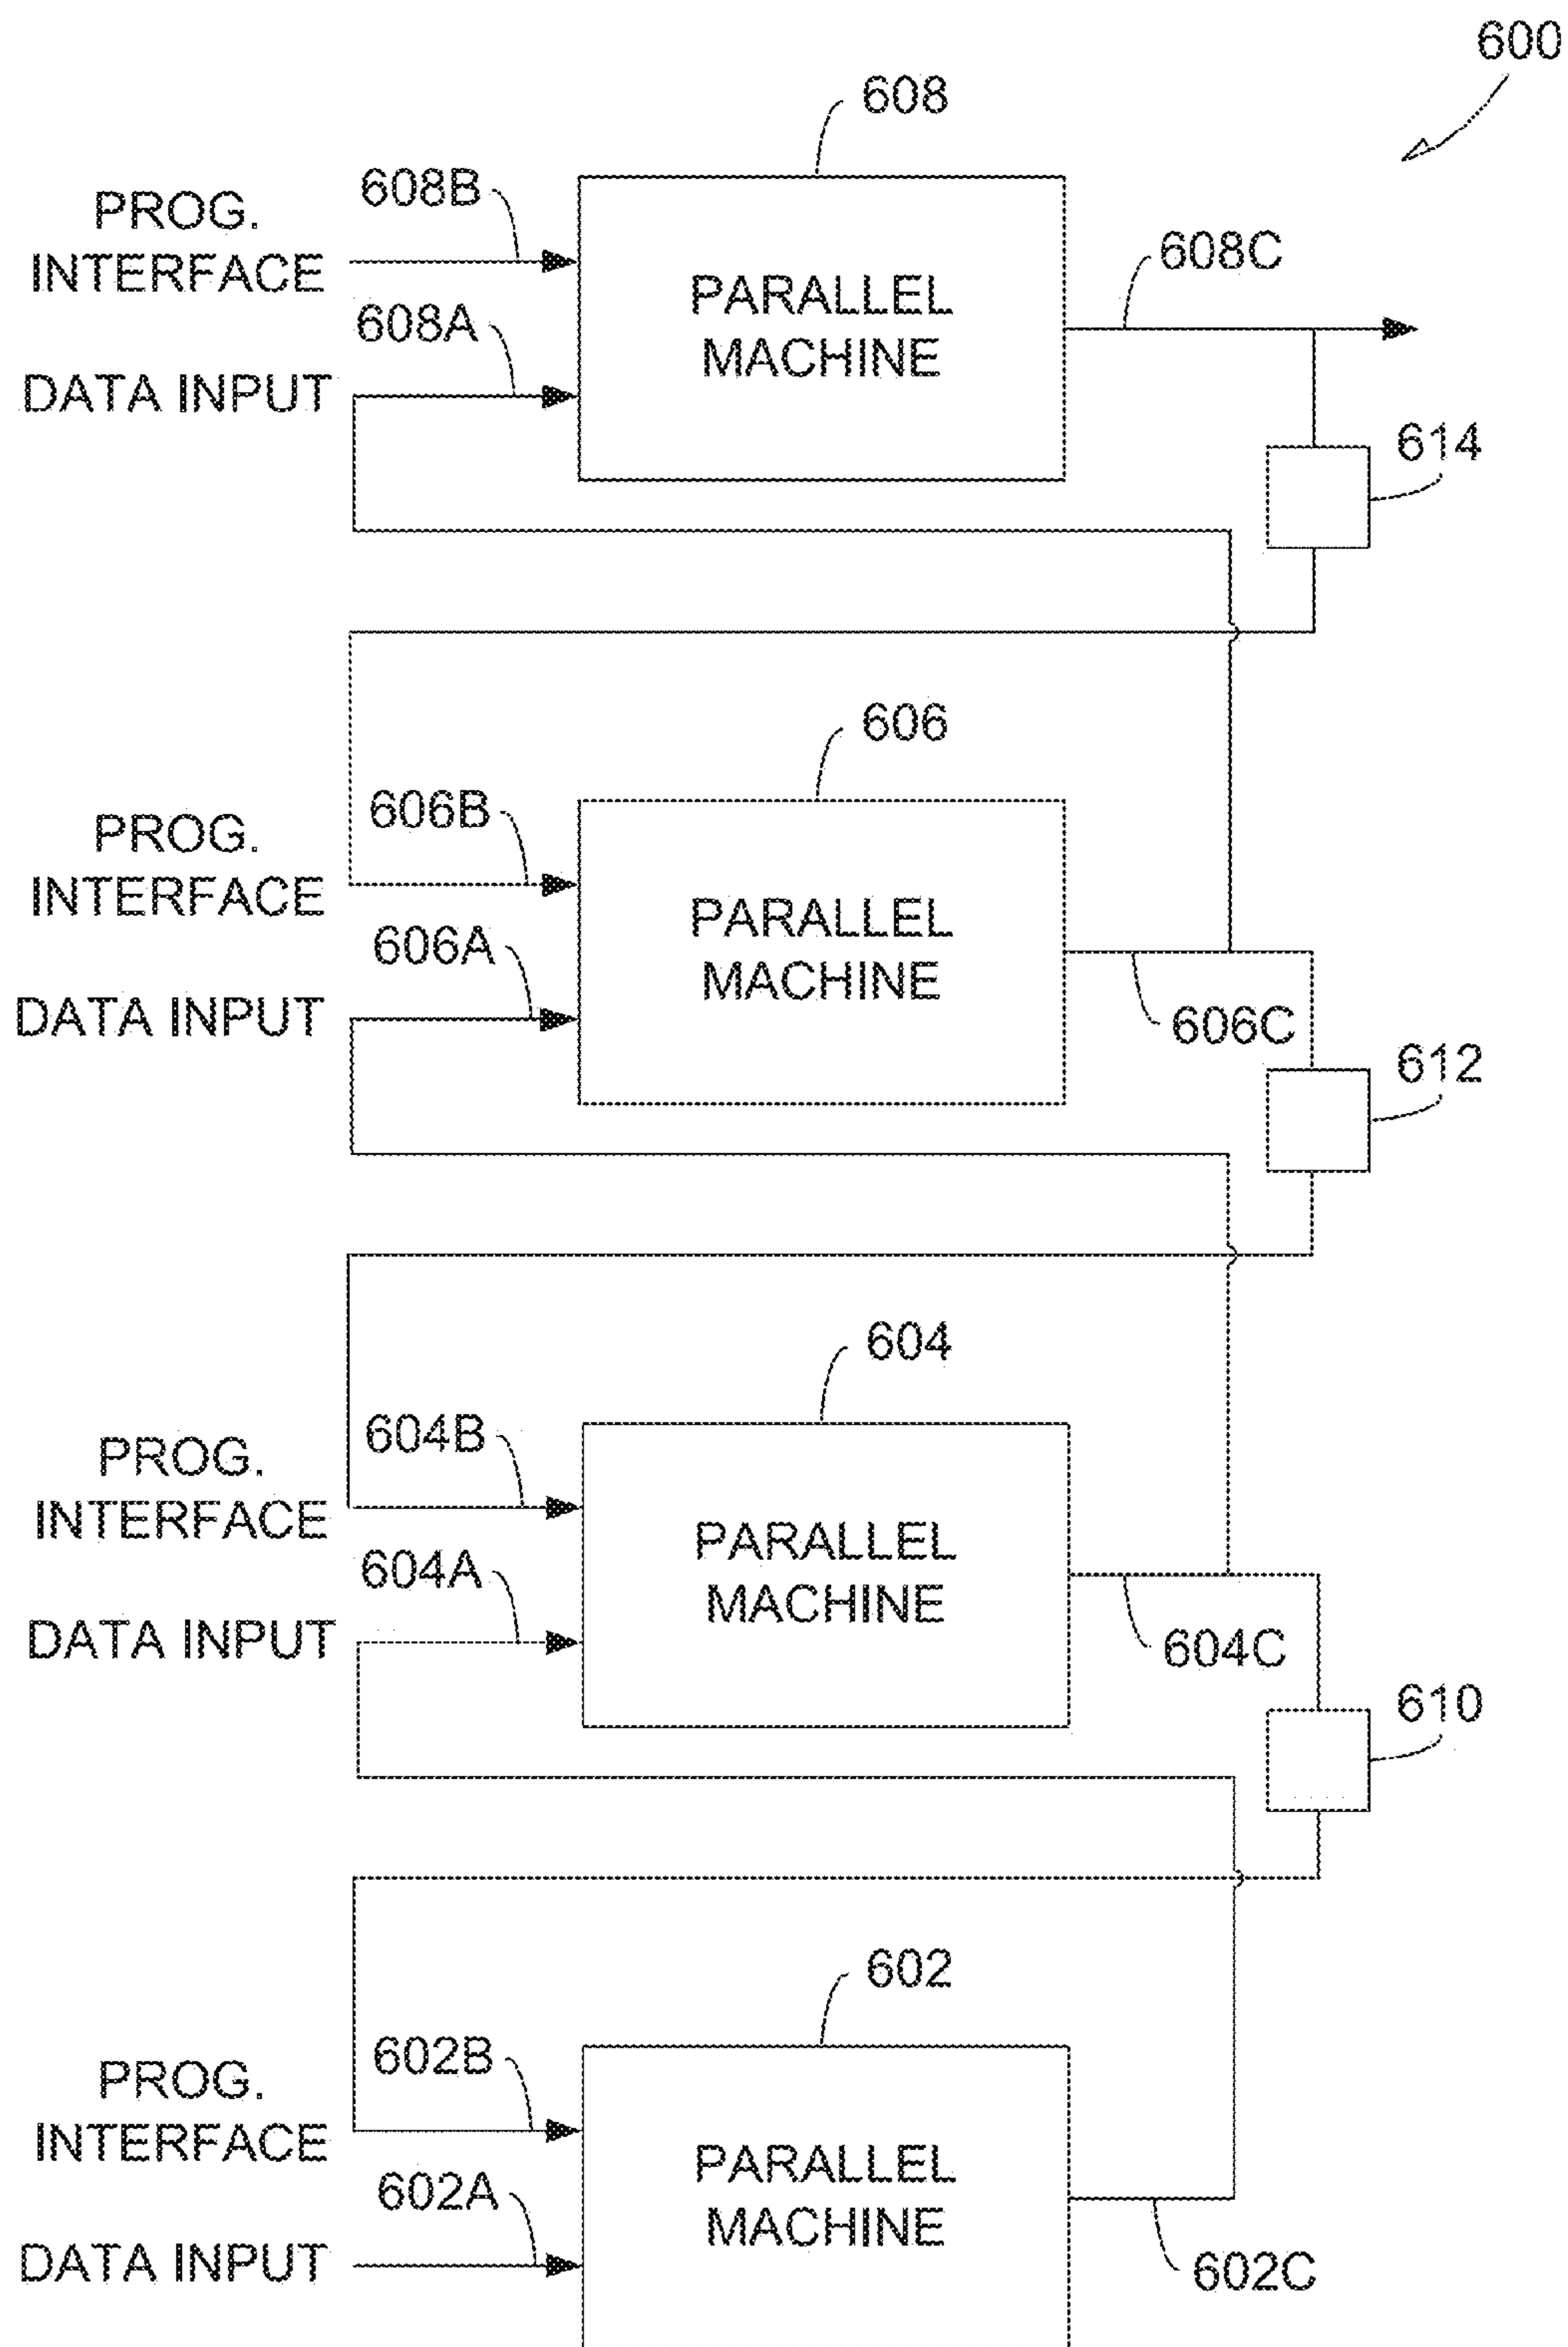 600
608
608B
PROG.
INTERFACE
608C
PARALLEL
MACHINE
608A
DATA INPUT
614
606
606B
PROG.
INTERFACE
PARALLEL
MACHINE
606A
DATA INPUT
606C
612
604
604B
PROG.
INTERFACE
PARALLEL
MACHINE
604A
DATA INPUT
604C
610
602
602B
PROG.
INTERFACE
PARALLEL
MACHINE
602A
DATA INPUT
602C